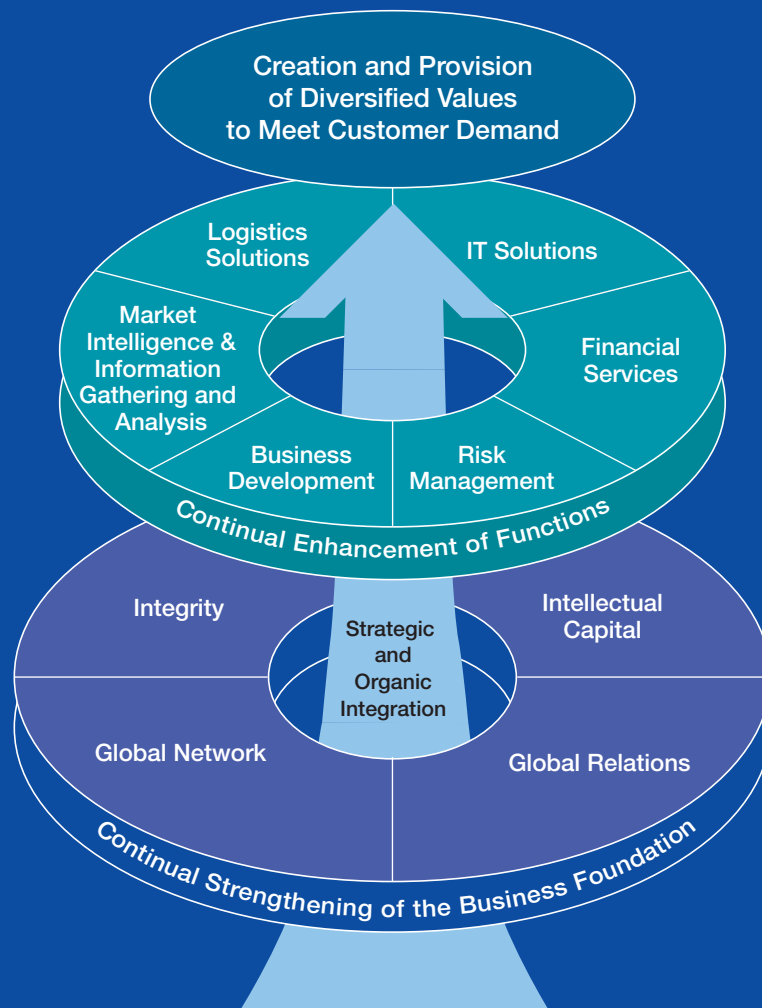 Creation and Provision
of Diversified Values
to Meet Customer Demand
Logistics
Solutions
IT Solutions
Market
Intelligence &
Information
Gathering and
Analysis
Financial
Services
Business
Development
Risk
Management
Continual Enhancement of Functions
Integrity
Strategic
and
Organic
Integration
Intellectual
Capital
Global Network
Global Relations
Continual Strengthening of the Business Foundation